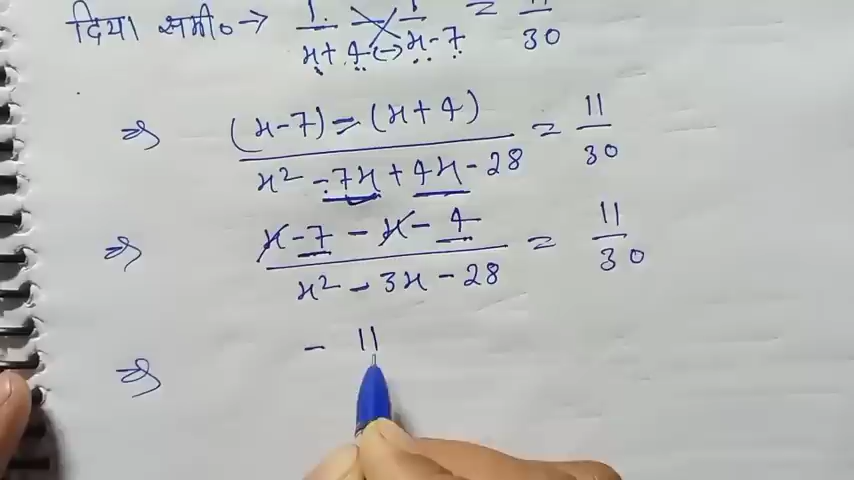 दिया समी० → 1/(x+4) - 1/(x-7) = 11/30
⇒ (x-7) - (x+4) / x² - 7x + 4x - 28 = 11/30
⇒ x - 7 - x - 4 / x² - 3x - 28 = 11/30
⇒ - 11